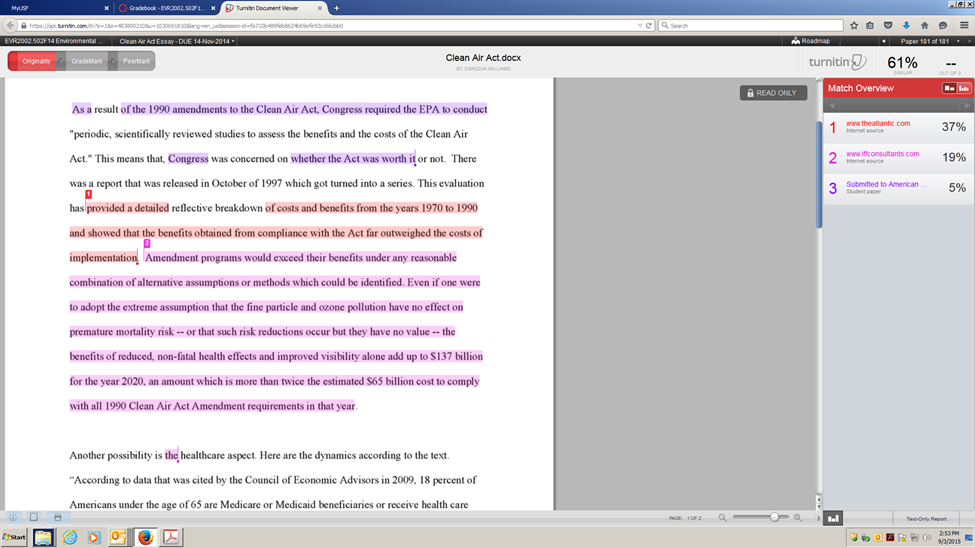 MyUSF
Gradebook - EVR2002.502F1...
Turnitin Document Viewer
Search
EVR2002.502F14 Environmental ...
Clean Air Act Essay - DUE 14-Nov-2014
Roadmap
Paper 181 of 181
Originality
GradeMark
PeerMark
Clean Air Act.docx
BY DANIQUA WILLIAMS
turnitin
61%
SIMILAR
--
OUT OF 0
READ ONLY
Match Overview
1 www.theatlantic.com 37%
Internet source
2 www.iffconsultants.com 19%
Internet source
3 Submitted to American ... 5%
Student paper
As a result of the 1990 amendments to the Clean Air Act, Congress required the EPA to conduct
"periodic, scientifically reviewed studies to assess the benefits and the costs of the Clean Air
Act." This means that, Congress was concerned on whether the Act was worth it or not. There
was a report that was released in October of 1997 which got turned into a series. This evaluation
1
has provided a detailed reflective breakdown of costs and benefits from the years 1970 to 1990
and showed that the benefits obtained from compliance with the Act far outweighed the costs of
2
implementation. Amendment programs would exceed their benefits under any reasonable
combination of alternative assumptions or methods which could be identified. Even if one were
to adopt the extreme assumption that the fine particle and ozone pollution have no effect on
premature mortality risk -- or that such risk reductions occur but they have no value -- the
benefits of reduced, non-fatal health effects and improved visibility alone add up to $137 billion
for the year 2020, an amount which is more than twice the estimated $65 billion cost to comply
with all 1990 Clean Air Act Amendment requirements in that year.
Another possibility is the healthcare aspect. Here are the dynamics according to the text.
“According to data that was cited by the Council of Economic Advisors in 2009, 18 percent of
Americans under the age of 65 are Medicare or Medicaid beneficiaries or receive health care
PAGE: 1 OF 2
Text-Only Report
Start
2:53 PM
9/3/2015